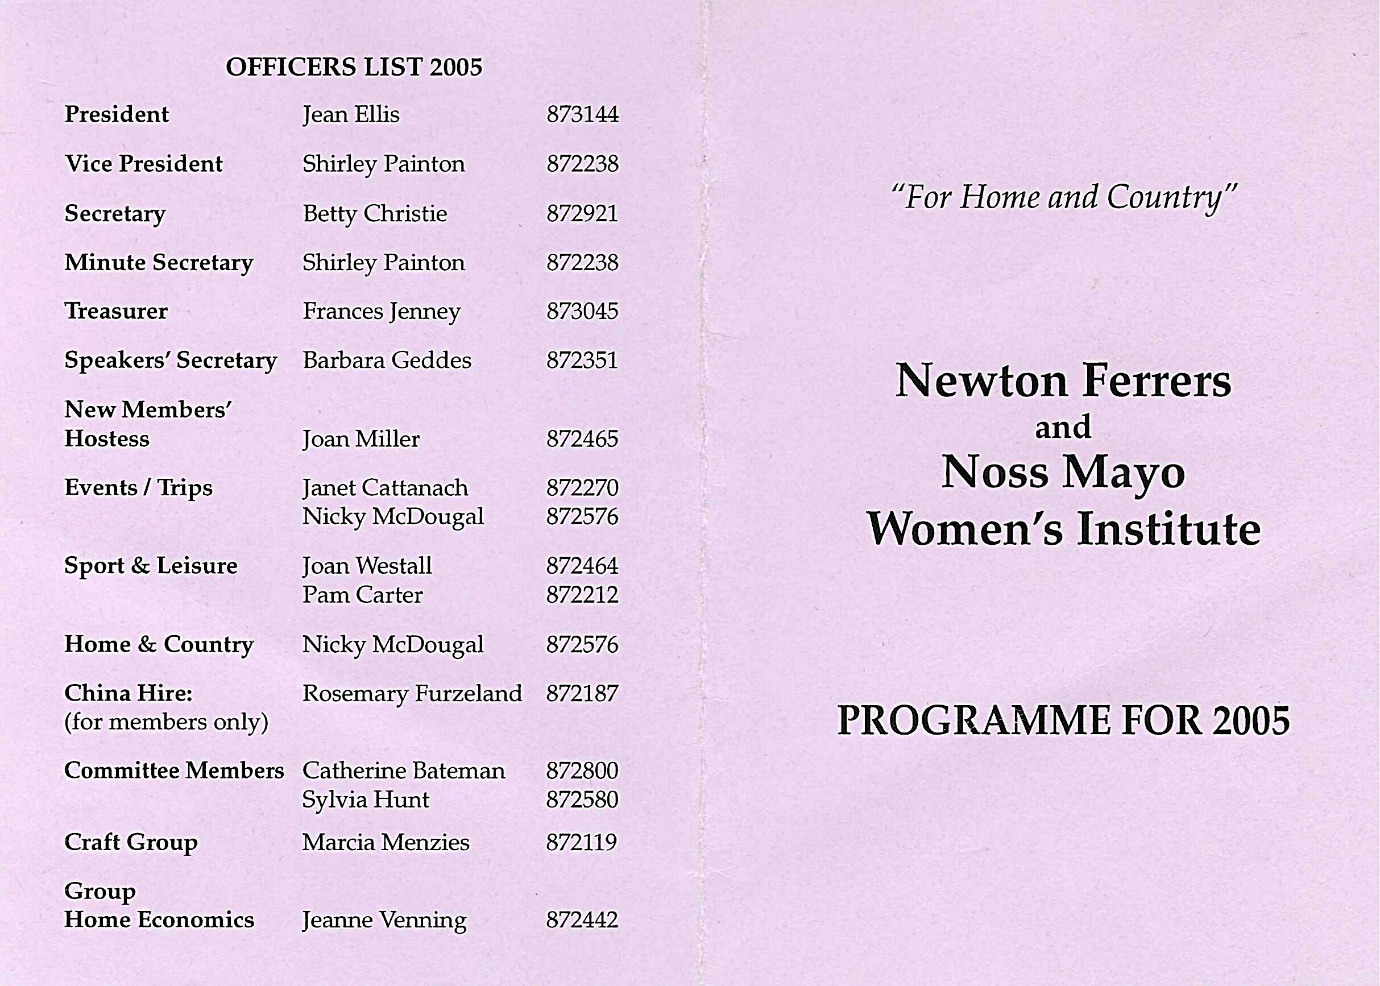 OFFICERS LIST 2005
President Jean Ellis 873144
Vice President Shirley Painton 872238
Secretary Betty Christie 872921
Minute Secretary Shirley Painton 872238
Treasurer Frances Jenney 873045
Speakers’ Secretary Barbara Geddes 872351
New Members’
Hostess Joan Miller 872465
Events / Trips Janet Cattanach 872270
Nicky McDougal 872576
Sport & Leisure Joan Westall 872464
Pam Carter 872212
Home & Country Nicky McDougal 872576
China Hire: Rosemary Furzeland 872187
(for members only)
Committee Members Catherine Bateman 872800
Sylvia Hunt 872580
Craft Group Marcia Menzies 872119
Group
Home Economics Jeanne Venning 872442
“For Home and Country”
Newton Ferrers
and
Noss Mayo
Women’s Institute
PROGRAMME FOR 2005